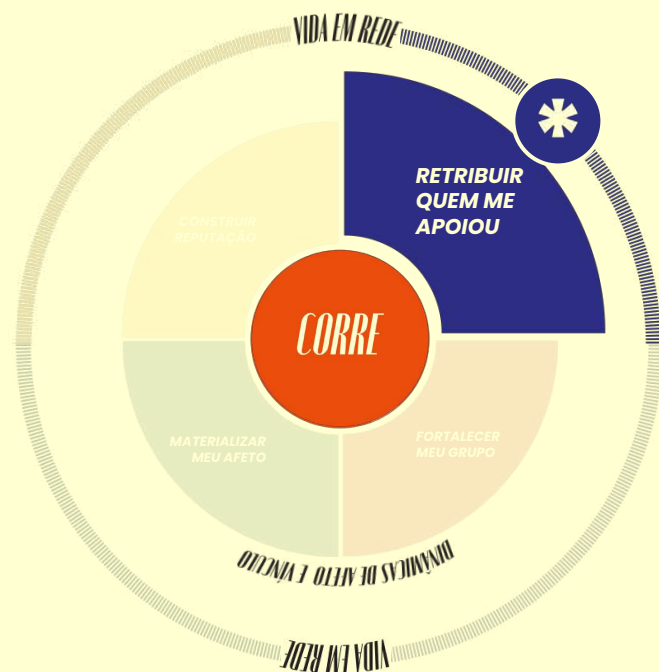 VIDA EM REDE
RETRIBUIR
QUEM ME
APOIOU
CONSTRUIR
REPUTAÇÃO
CORRE
MATERIALIZAR
MEU AFETO
FORTALECER
MEU GRUPO
DINÂMICAS DE AFETO E VÍNCULO
VIDA EM REDE